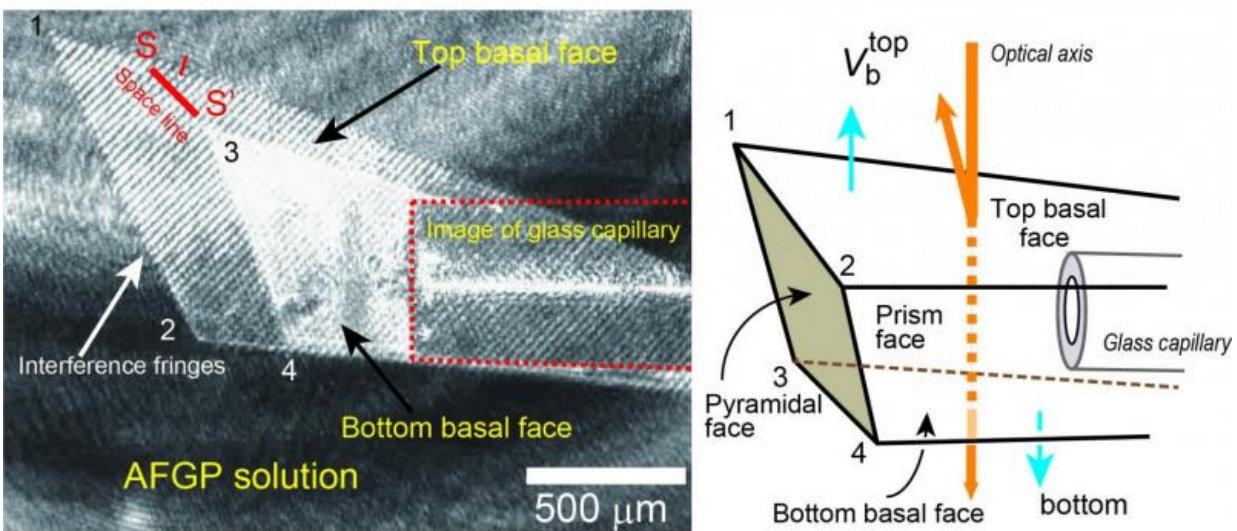 1
S
l
S'
Space line
Top basal face
3
Image of glass capillary
2
Interference fringes
4
Bottom basal face
AFGP solution
500 μm
V_b^top
Optical axis
1
Top basal
face
2
Prism
face
Glass capillary
3
Pyramidal
face
4
Bottom basal face
bottom